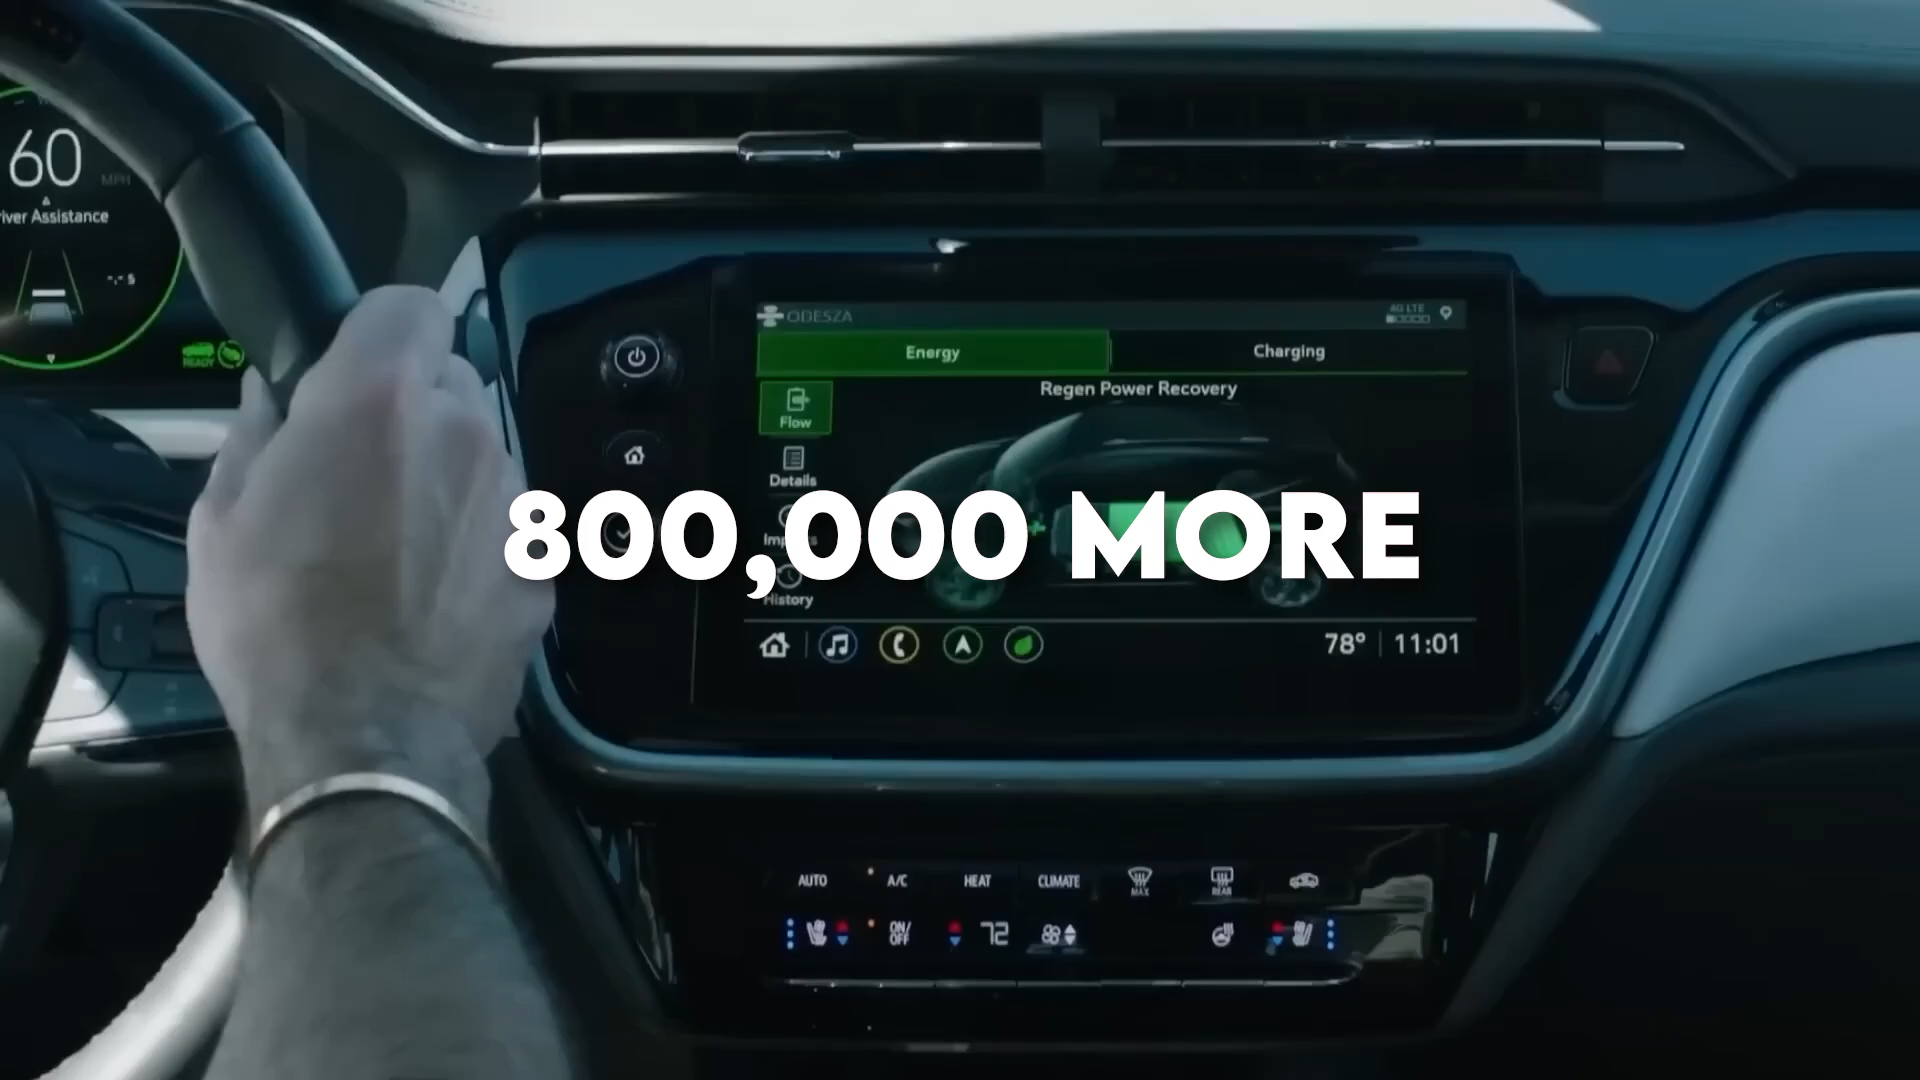 60
MPH
iver Assistance
READY
ODESZA
4G LTE
Energy
Charging
Regen Power Recovery
Flow
Details
800,000 MORE
History
78°
11:01
AUTO
A/C
HEAT
CLIMATE
MAX
REAR
ON/
OFF
72